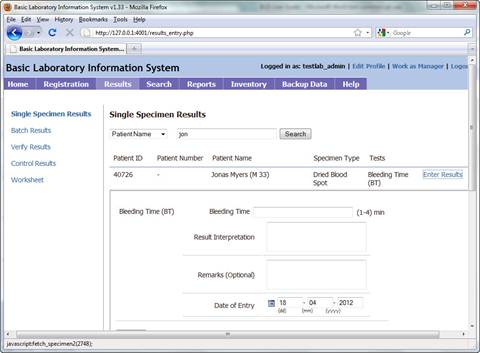 Basic Laboratory Information System v1.33 - Mozilla Firefox
File Edit View History Bookmarks Tools Help
http://127.0.0.1:4001/results_entry.php
Google
Basic Laboratory Information System...
Basic Laboratory Information System
Logged in as: testlab_admin | Edit Profile | Work as Manager | Logou
Home Registration Results Search Reports Inventory Backup Data Help
Single Specimen Results
Batch Results
Verify Results
Control Results
Worksheet
Single Specimen Results
Patient Name jon Search
Patient ID Patient Number Patient Name Specimen Type Tests
40726 - Jonas Myers (M 33) Dried Blood Spot Bleeding Time (BT) Enter Results
Bleeding Time (BT) Bleeding Time (1-4) min
Result Interpretation
Remarks (Optional)
Date of Entry 18 - 04 - 2012
(dd) (mm) (yyyy)
javascript:fetch_specimen2(2748);